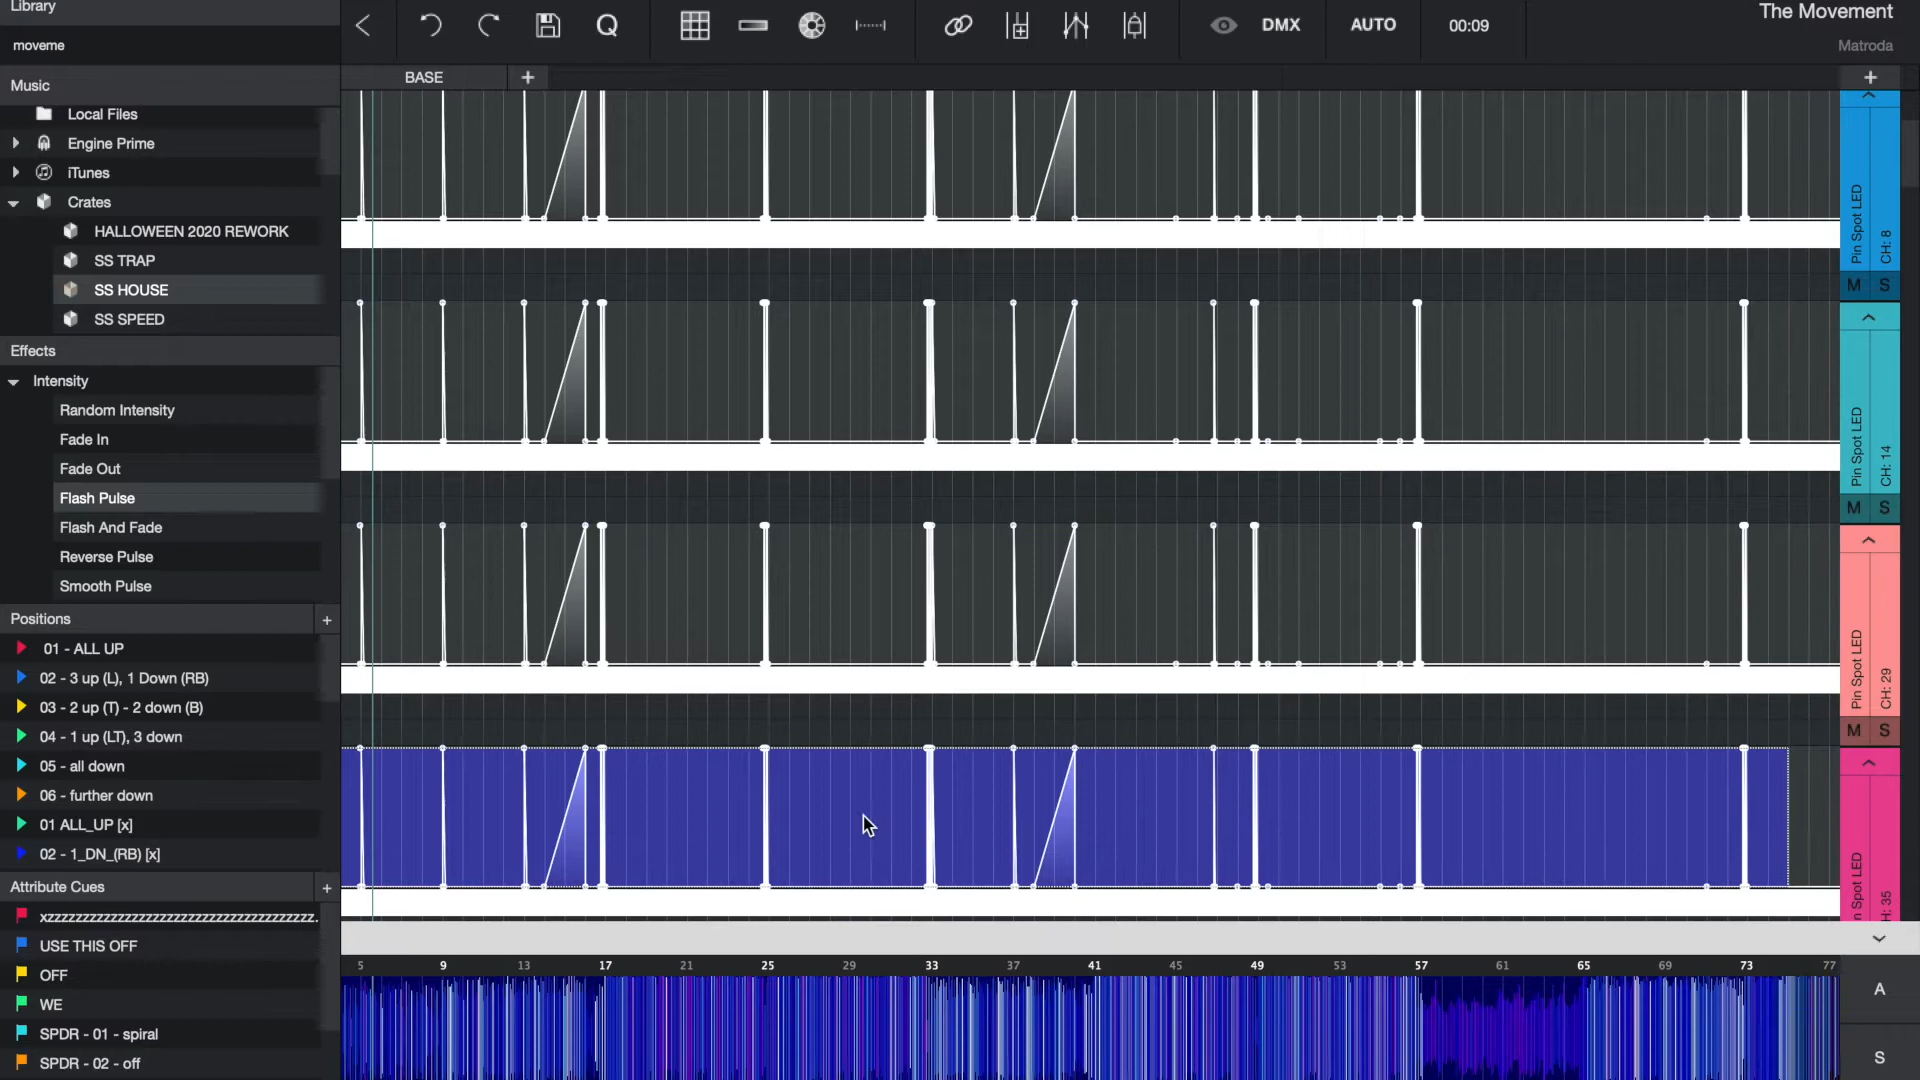 Library
moveme
Music
Local Files
Engine Prime
iTunes
Crates
HALLOWEEN 2020 REWORK
SS TRAP
SS HOUSE
SS SPEED
Effects
Intensity
Random Intensity
Fade In
Fade Out
Flash Pulse
Flash And Fade
Reverse Pulse
Smooth Pulse
Positions +
01 - ALL UP
02 - 3 up (L), 1 Down (RB)
03 - 2 up (T) - 2 down (B)
04 - 1 up (LT), 3 down
05 - all down
06 - further down
01 ALL_UP [x]
02 - 1_DN_(RB) [x]
Attribute Cues +
USE THIS OFF
OFF
WE
SPDR - 01 - spiral
SPDR - 02 - off
Q
DMX
AUTO
00:09
The Movement
Matroda
BASE + +
Pin Spot LED
CH: 8
M S
Pin Spot LED
CH: 14
M S
Pin Spot LED
CH: 29
M S
n Spot LED
H: 35
5 9 13 17 21 25 29 33 37 41 45 49 53 57 61 65 69 73 77
A
S